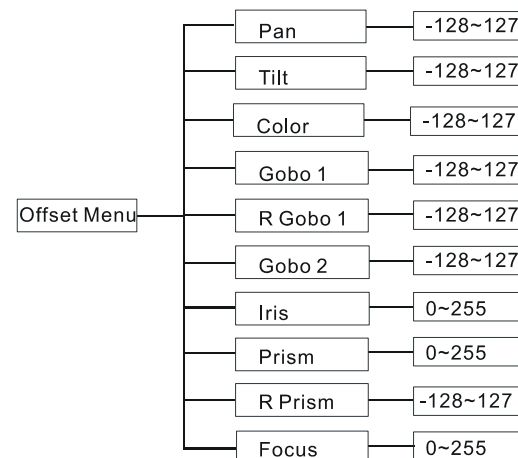 Pan -128~127
Tilt -128~127
Color -128~127
Gobo 1 -128~127
Offset Menu R Gobo 1 -128~127
Gobo 2 -128~127
Iris 0~255
Prism 0~255
R Prism -128~127
Focus 0~255